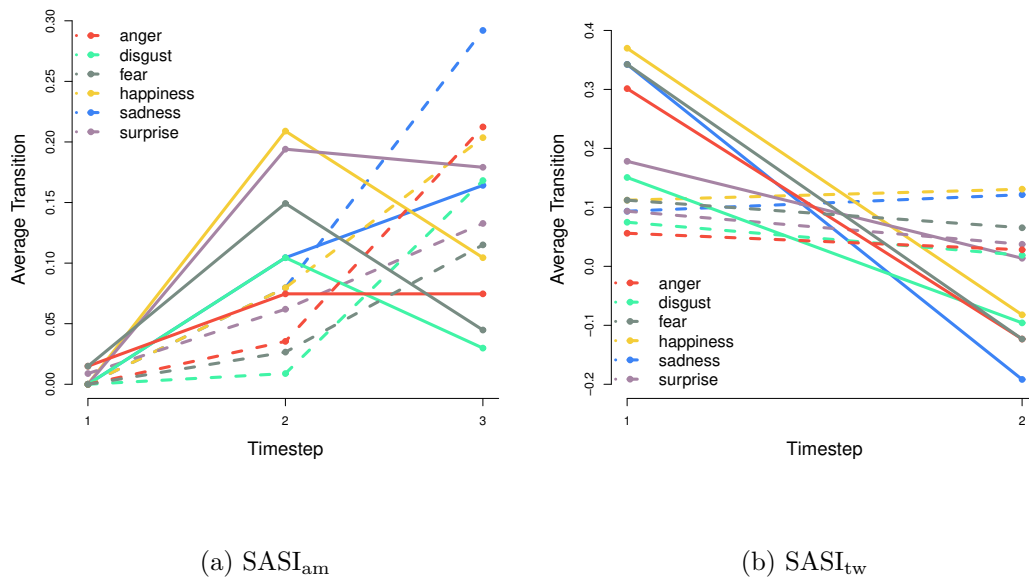 0.30
0.25
0.20
0.15
0.10
0.05
0.00
Average Transition
anger
disgust
fear
happiness
sadness
surprise
1
2
3
Timestep
0.4
0.3
0.2
0.1
0.0
−0.1
−0.2
Average Transition
anger
disgust
fear
happiness
sadness
surprise
1
2
Timestep
(a) SASIam
(b) SASItw